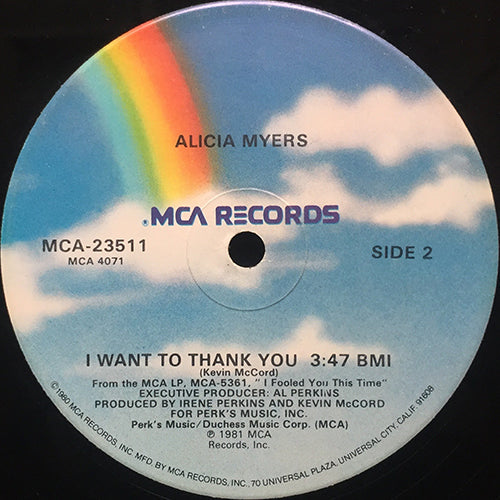 ALICIA MYERS
MCA RECORDS
MCA-23511
MCA 4071
SIDE 2
I WANT TO THANK YOU 3:47 BMI
(Kevin McCord)
From the MCA LP, MCA-5361, " I Fooled You This Time"
EXECUTIVE PRODUCER: AL PERKINS
PRODUCED BY IRENE PERKINS AND KEVIN McCORD
FOR PERK'S MUSIC, INC.
Perk's Music/Duchess Music Corp. (MCA)
℗ 1981 MCA
Records, Inc.
©1980 MCA RECORDS, INC. MFD. BY MCA RECORDS, INC., 70 UNIVERSAL PLAZA, UNIVERSAL CITY, CALIF. 91608